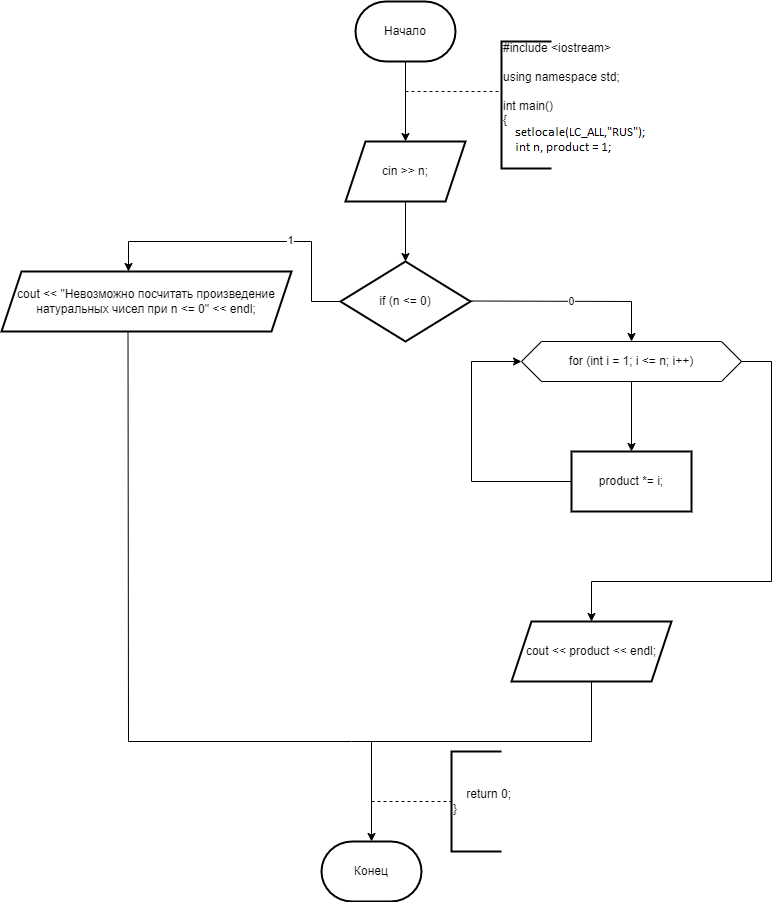 Начало
#include <iostream>
using namespace std;
int main()
{
setlocale(LC_ALL,"RUS");
int n, product = 1;
cin >> n;
if (n <= 0)
1
0
cout << "Невозможно посчитать произведение
натуральных чисел при n <= 0" << endl;
for (int i = 1; i <= n; i++)
product *= i;
cout << product << endl;
return 0;
}
Конец